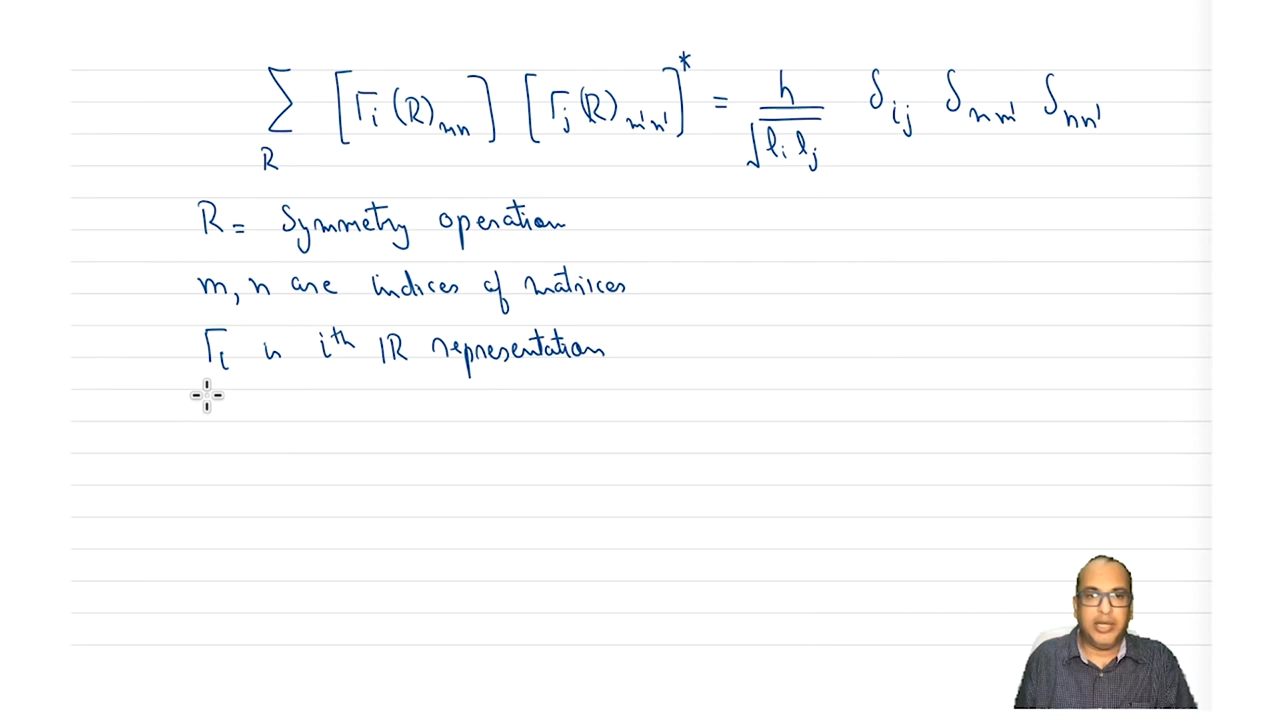 ∑_R [Γ_i (R)_mn] [Γ_j (R)_m'n']^* = h / √(l_i l_j) δ_ij δ_mm' δ_nn'
R = Symmetry operation
m, n are indices of matrices
Γ_i is i^th IR representation